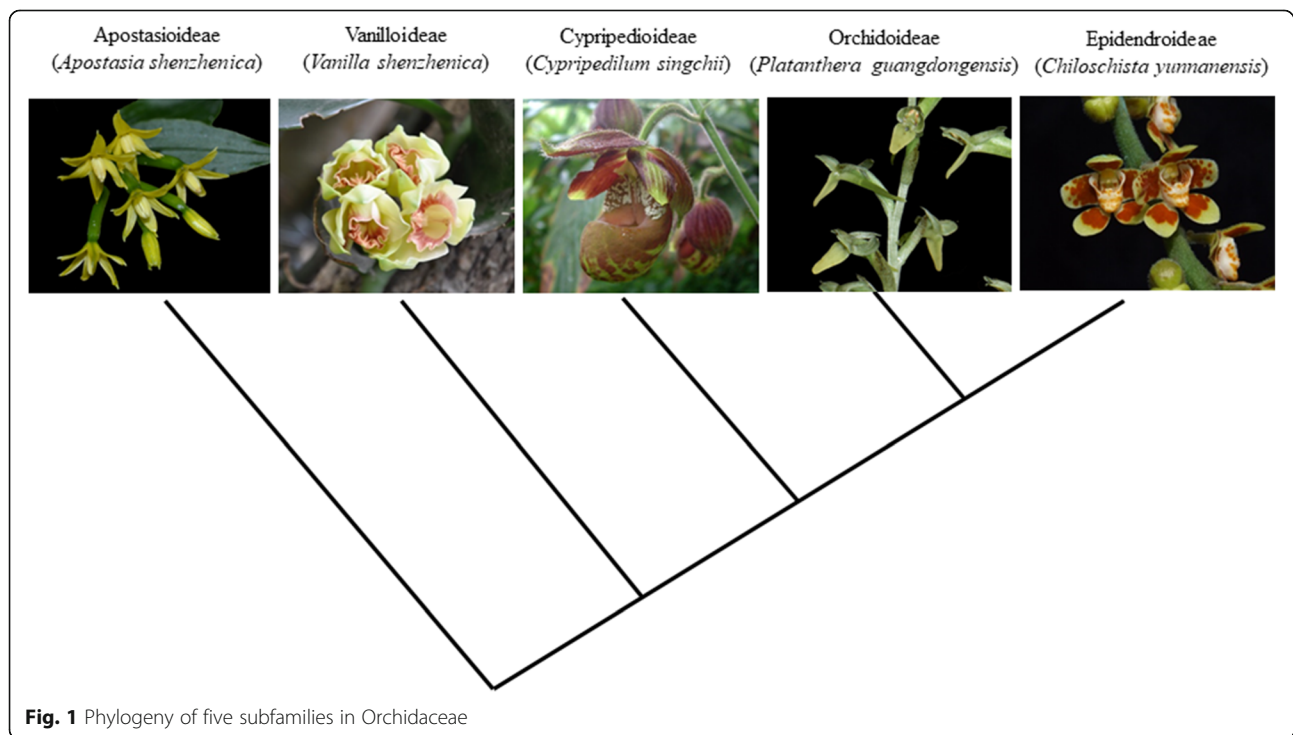 Apostasioideae
(Apostasia shenzhenica)
Vanilloideae
(Vanilla shenzhenica)
Cypripedioideae
(Cypripedilum singchii)
Orchidoideae
(Platanthera guangdongensis)
Epidendroideae
(Chiloschista yunnanensis)
Fig. 1 Phylogeny of five subfamilies in Orchidaceae